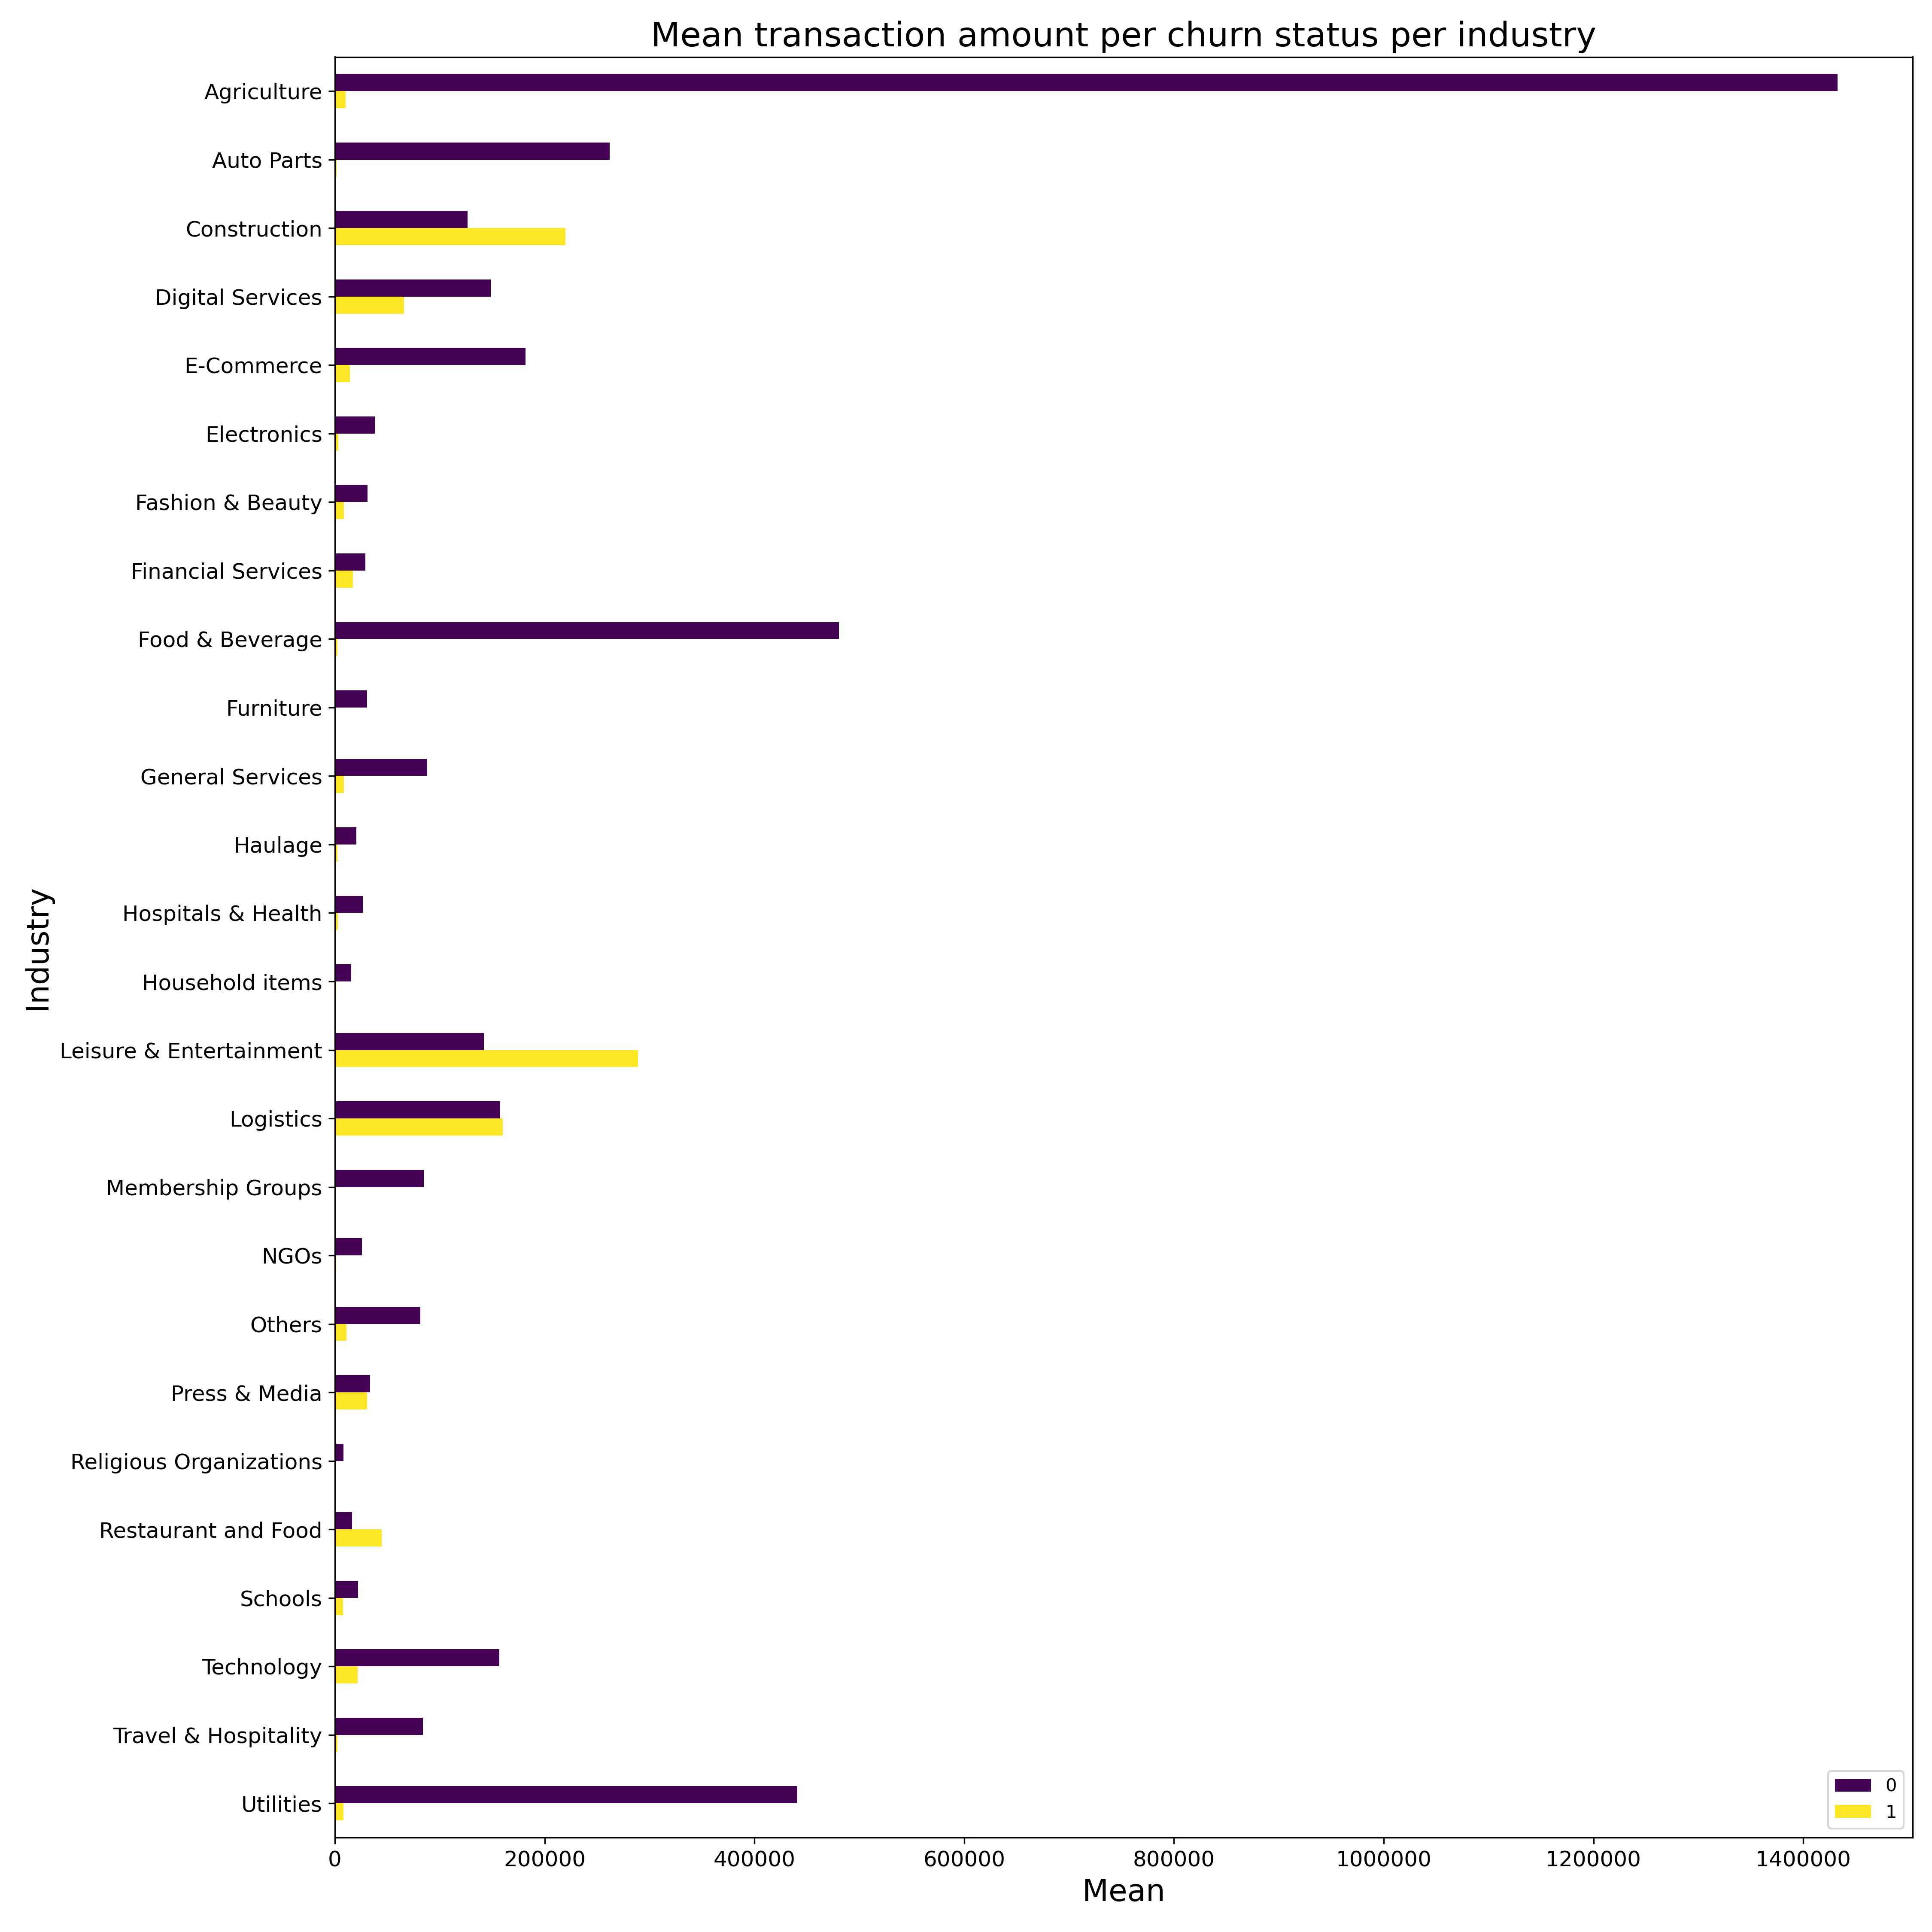 Mean transaction amount per churn status per industry
Agriculture
Auto Parts
Construction
Digital Services
E-Commerce
Electronics
Fashion & Beauty
Financial Services
Food & Beverage
Furniture
General Services
Haulage
Hospitals & Health
Household items
Leisure & Entertainment
Logistics
Membership Groups
NGOs
Others
Press & Media
Religious Organizations
Restaurant and Food
Schools
Technology
Travel & Hospitality
Utilities
Industry
0
1
0 200000 400000 600000 800000 1000000 1200000 1400000
Mean